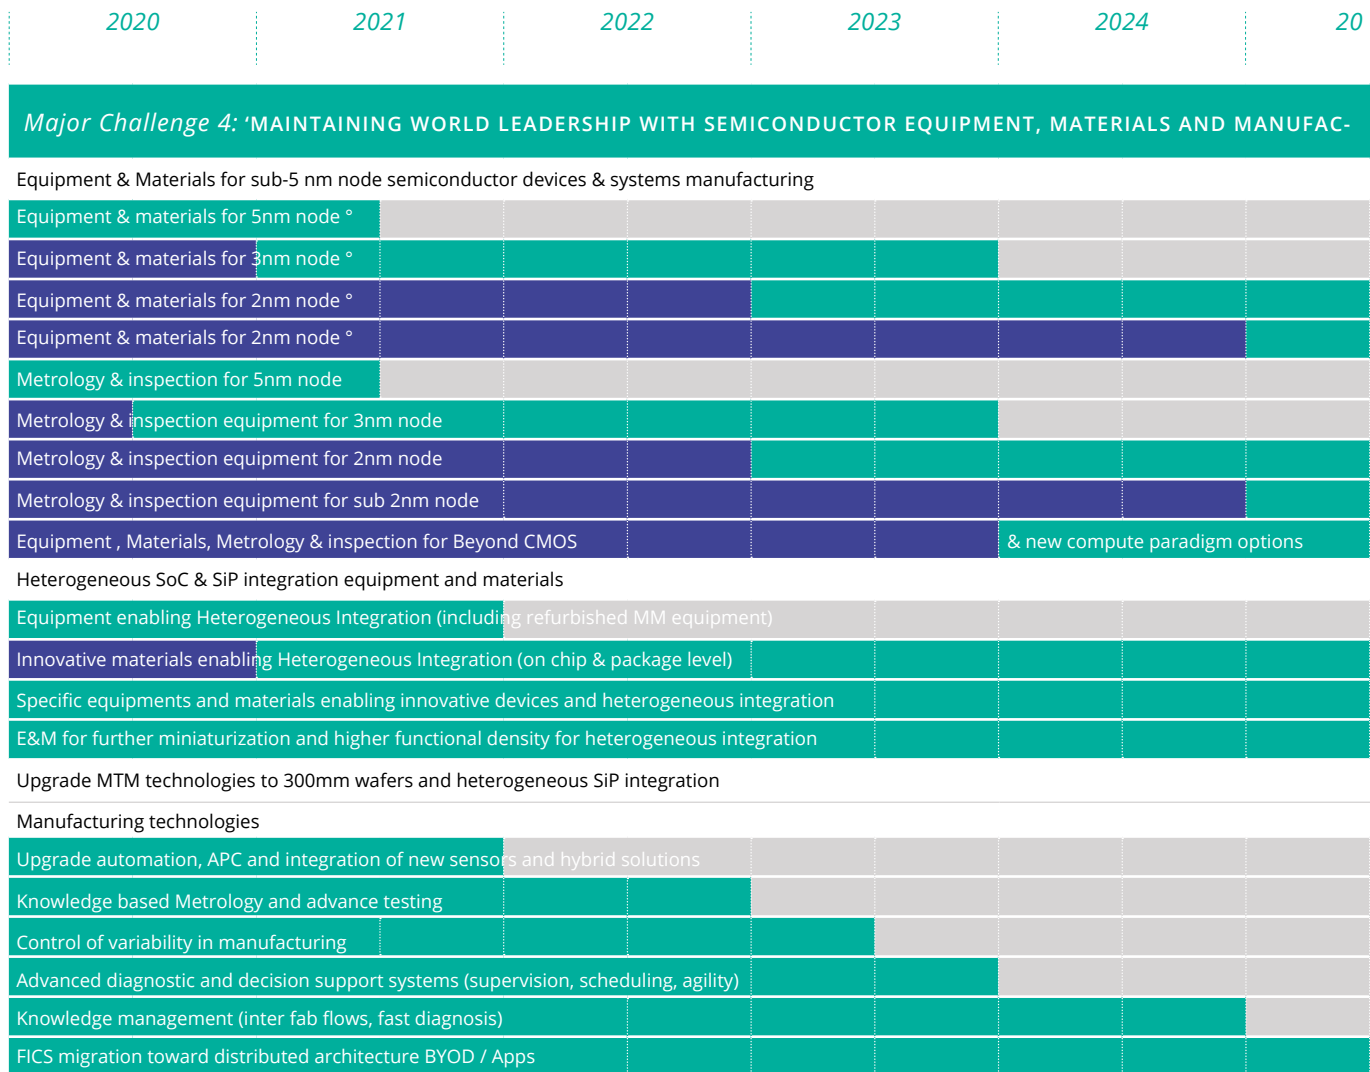 2020 2021 2022 2023 2024 20
Major Challenge 4: ‘MAINTAINING WORLD LEADERSHIP WITH SEMICONDUCTOR EQUIPMENT, MATERIALS AND MANUFAC-
Equipment & Materials for sub-5 nm node semiconductor devices & systems manufacturing
Equipment & materials for 5nm node °
Equipment & materials for 3nm node °
Equipment & materials for 2nm node °
Equipment & materials for 2nm node °
Metrology & inspection for 5nm node
Metrology & inspection equipment for 3nm node
Metrology & inspection equipment for 2nm node
Metrology & inspection equipment for sub 2nm node
Equipment , Materials, Metrology & inspection for Beyond CMOS & new compute paradigm options
Heterogeneous SoC & SiP integration equipment and materials
Equipment enabling Heterogeneous Integration (including refurbished MM equipment)
Innovative materials enabling Heterogeneous Integration (on chip & package level)
Specific equipments and materials enabling innovative devices and heterogeneous integration
E&M for further miniaturization and higher functional density for heterogeneous integration
Upgrade MTM technologies to 300mm wafers and heterogeneous SiP integration
Manufacturing technologies
Upgrade automation, APC and integration of new sensors and hybrid solutions
Knowledge based Metrology and advance testing
Control of variability in manufacturing
Advanced diagnostic and decision support systems (supervision, scheduling, agility)
Knowledge management (inter fab flows, fast diagnosis)
FICS migration toward distributed architecture BYOD / Apps